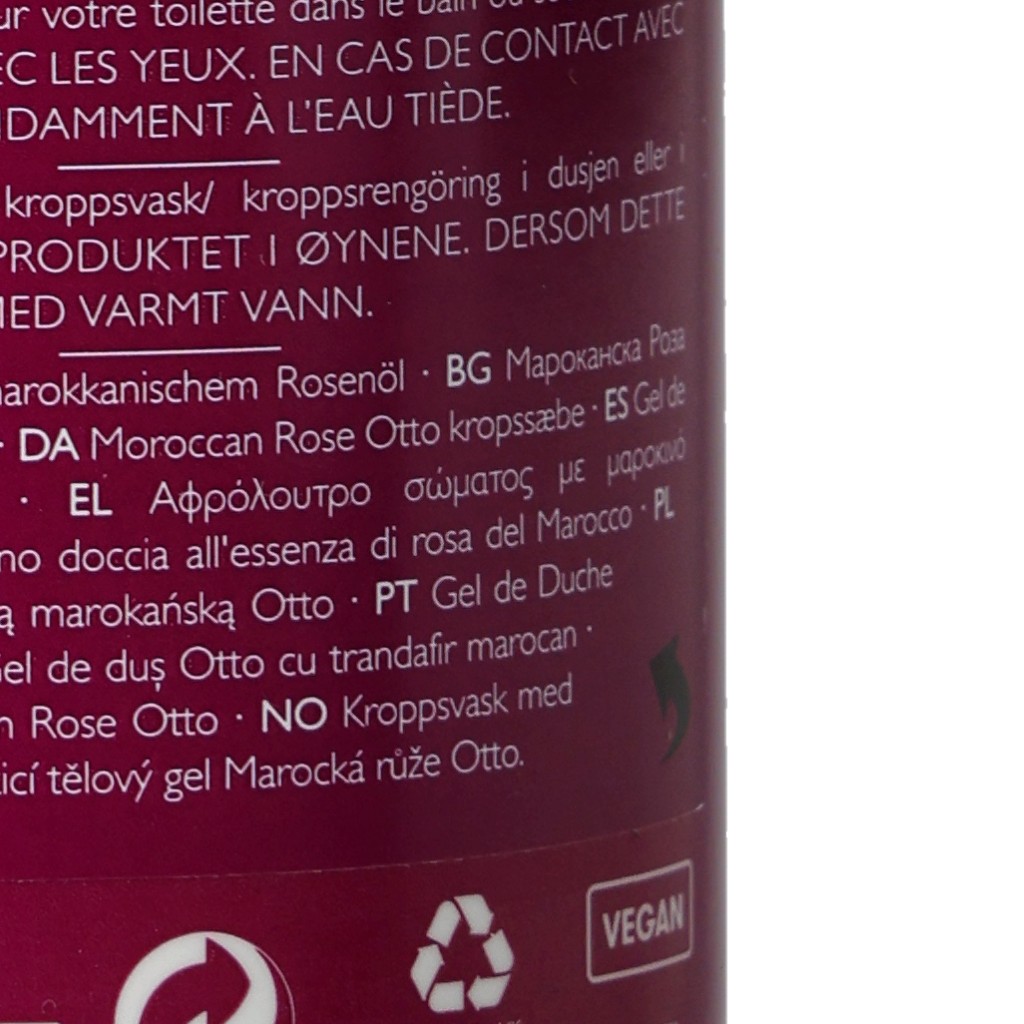 votre toilette dans le bain ou
EC LES YEUX. EN CAS DE CONTACT AVEC
NDAMMENT À L'EAU TIÈDE.
kroppsvask/ kroppsrengöring i dusjen eller i
PRODUKTET I ØYNENE. DERSOM DETTE
MED VARMT VANN.
marokkanischem Rosenöl · BG Мароканска Роза
· DA Moroccan Rose Otto kropssæbe · ES Gel de
· EL Αφρόλουτρο σώματος με μαροκινό
no doccia all'essenza di rosa del Marocco · PL
ą marokańską Otto · PT Gel de Duche
Gel de duș Otto cu trandafir marocan ·
n Rose Otto · NO Kroppsvask med
icí tělový gel Marocká růže Otto.
VEGAN